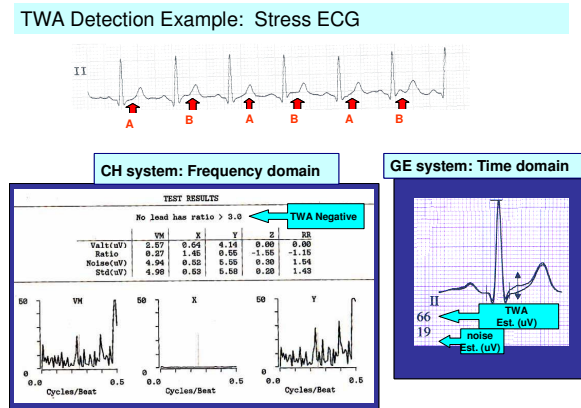 TWA Detection Example: Stress ECG
II
A B A B A B
CH system: Frequency domain
GE system: Time domain
TEST RESULTS
No lead has ratio > 3.0
TWA Negative
VM X Y Z RR
Valt(uV) 2.57 0.64 4.14 0.00 0.00
Ratio 0.27 1.45 0.55 -1.55 -1.15
Noise(uV) 4.94 0.52 5.55 0.30 1.54
Std(uV) 4.98 0.53 5.58 0.20 1.43
50 VM 50 X 50 Y
0 0 0
0.0 0.5 0.0 0.5 0.0 0.5
Cycles/Beat Cycles/Beat Cycles/Beat
II
66
TWA
Est. (uV)
19
noise
Est. (uV)